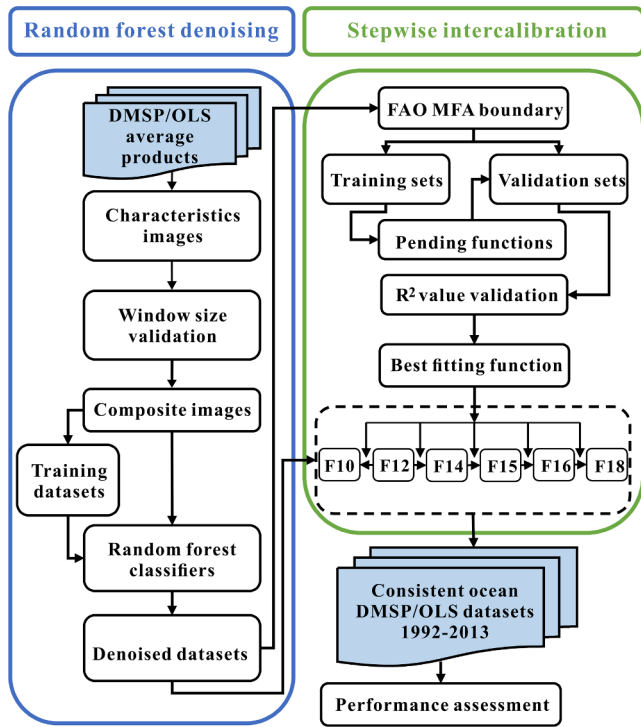 Random forest denoising
DMSP/OLS
average
products
Characteristics
images
Window size
validation
Composite images
Training
datasets
Random forest
classifiers
Denoised datasets
Stepwise intercalibration
FAO MFA boundary
Training sets
Validation sets
Pending functions
R² value validation
Best fitting function
F10 F12 F14 F15 F16 F18
Consistent ocean
DMSP/OLS datasets
1992-2013
Performance assessment